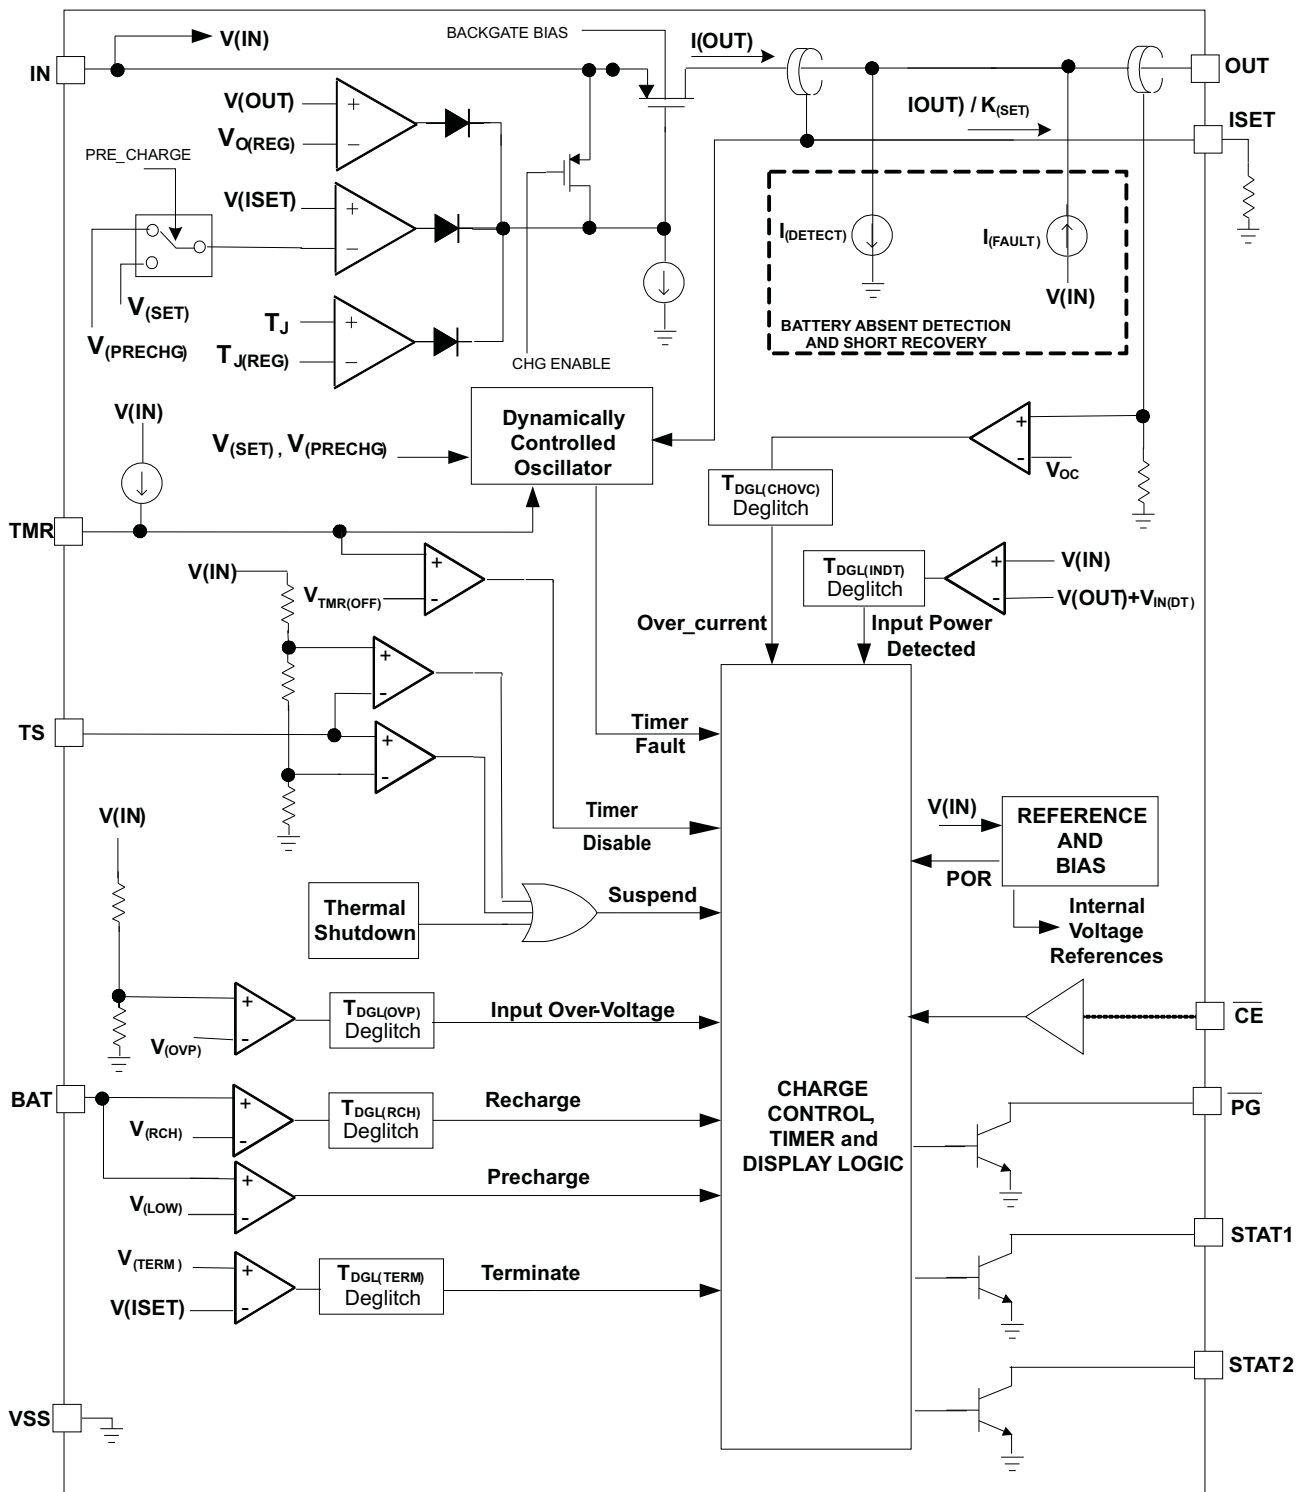 BACKGATE BIAS
V(IN)
I(OUT)
IN
OUT
V(OUT)
VO(REG)
IOUT) / K(SET)
ISET
PRE_CHARGE
V(ISET)
I(DETECT)
I(FAULT)
V(IN)
V(SET)
V(PRECHG)
TJ
TJ(REG)
BATTERY ABSENT DETECTION
AND SHORT RECOVERY
CHG ENABLE
V(IN)
Dynamically
Controlled
Oscillator
V(SET) , V(PRECHG)
VOC
TDGL(CHOVC)
Deglitch
TMR
V(IN)
VTMR(OFF)
TDGL(INDT)
Deglitch
V(IN)
V(OUT)+VIN(DT)
Over_current
Input Power
Detected
TS
Timer
Fault
V(IN)
Timer
Disable
V(IN)
REFERENCE
AND
BIAS
POR
Thermal
Shutdown
Suspend
Internal
Voltage
References
TDGL(OVP)
Deglitch
Input Over-Voltage
V(OVP)
CE
BAT
V(RCH)
TDGL(RCH)
Deglitch
Recharge
CHARGE
CONTROL,
TIMER and
DISPLAY LOGIC
PG
V(LOW)
Precharge
V(TERM)
V(ISET)
TDGL(TERM)
Deglitch
Terminate
STAT1
STAT2
VSS